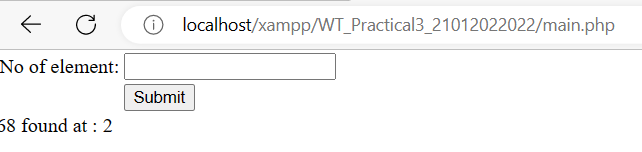 localhost/xampp/WT_Practical3_21012022022/main.php
No of element:
Submit
68 found at : 2